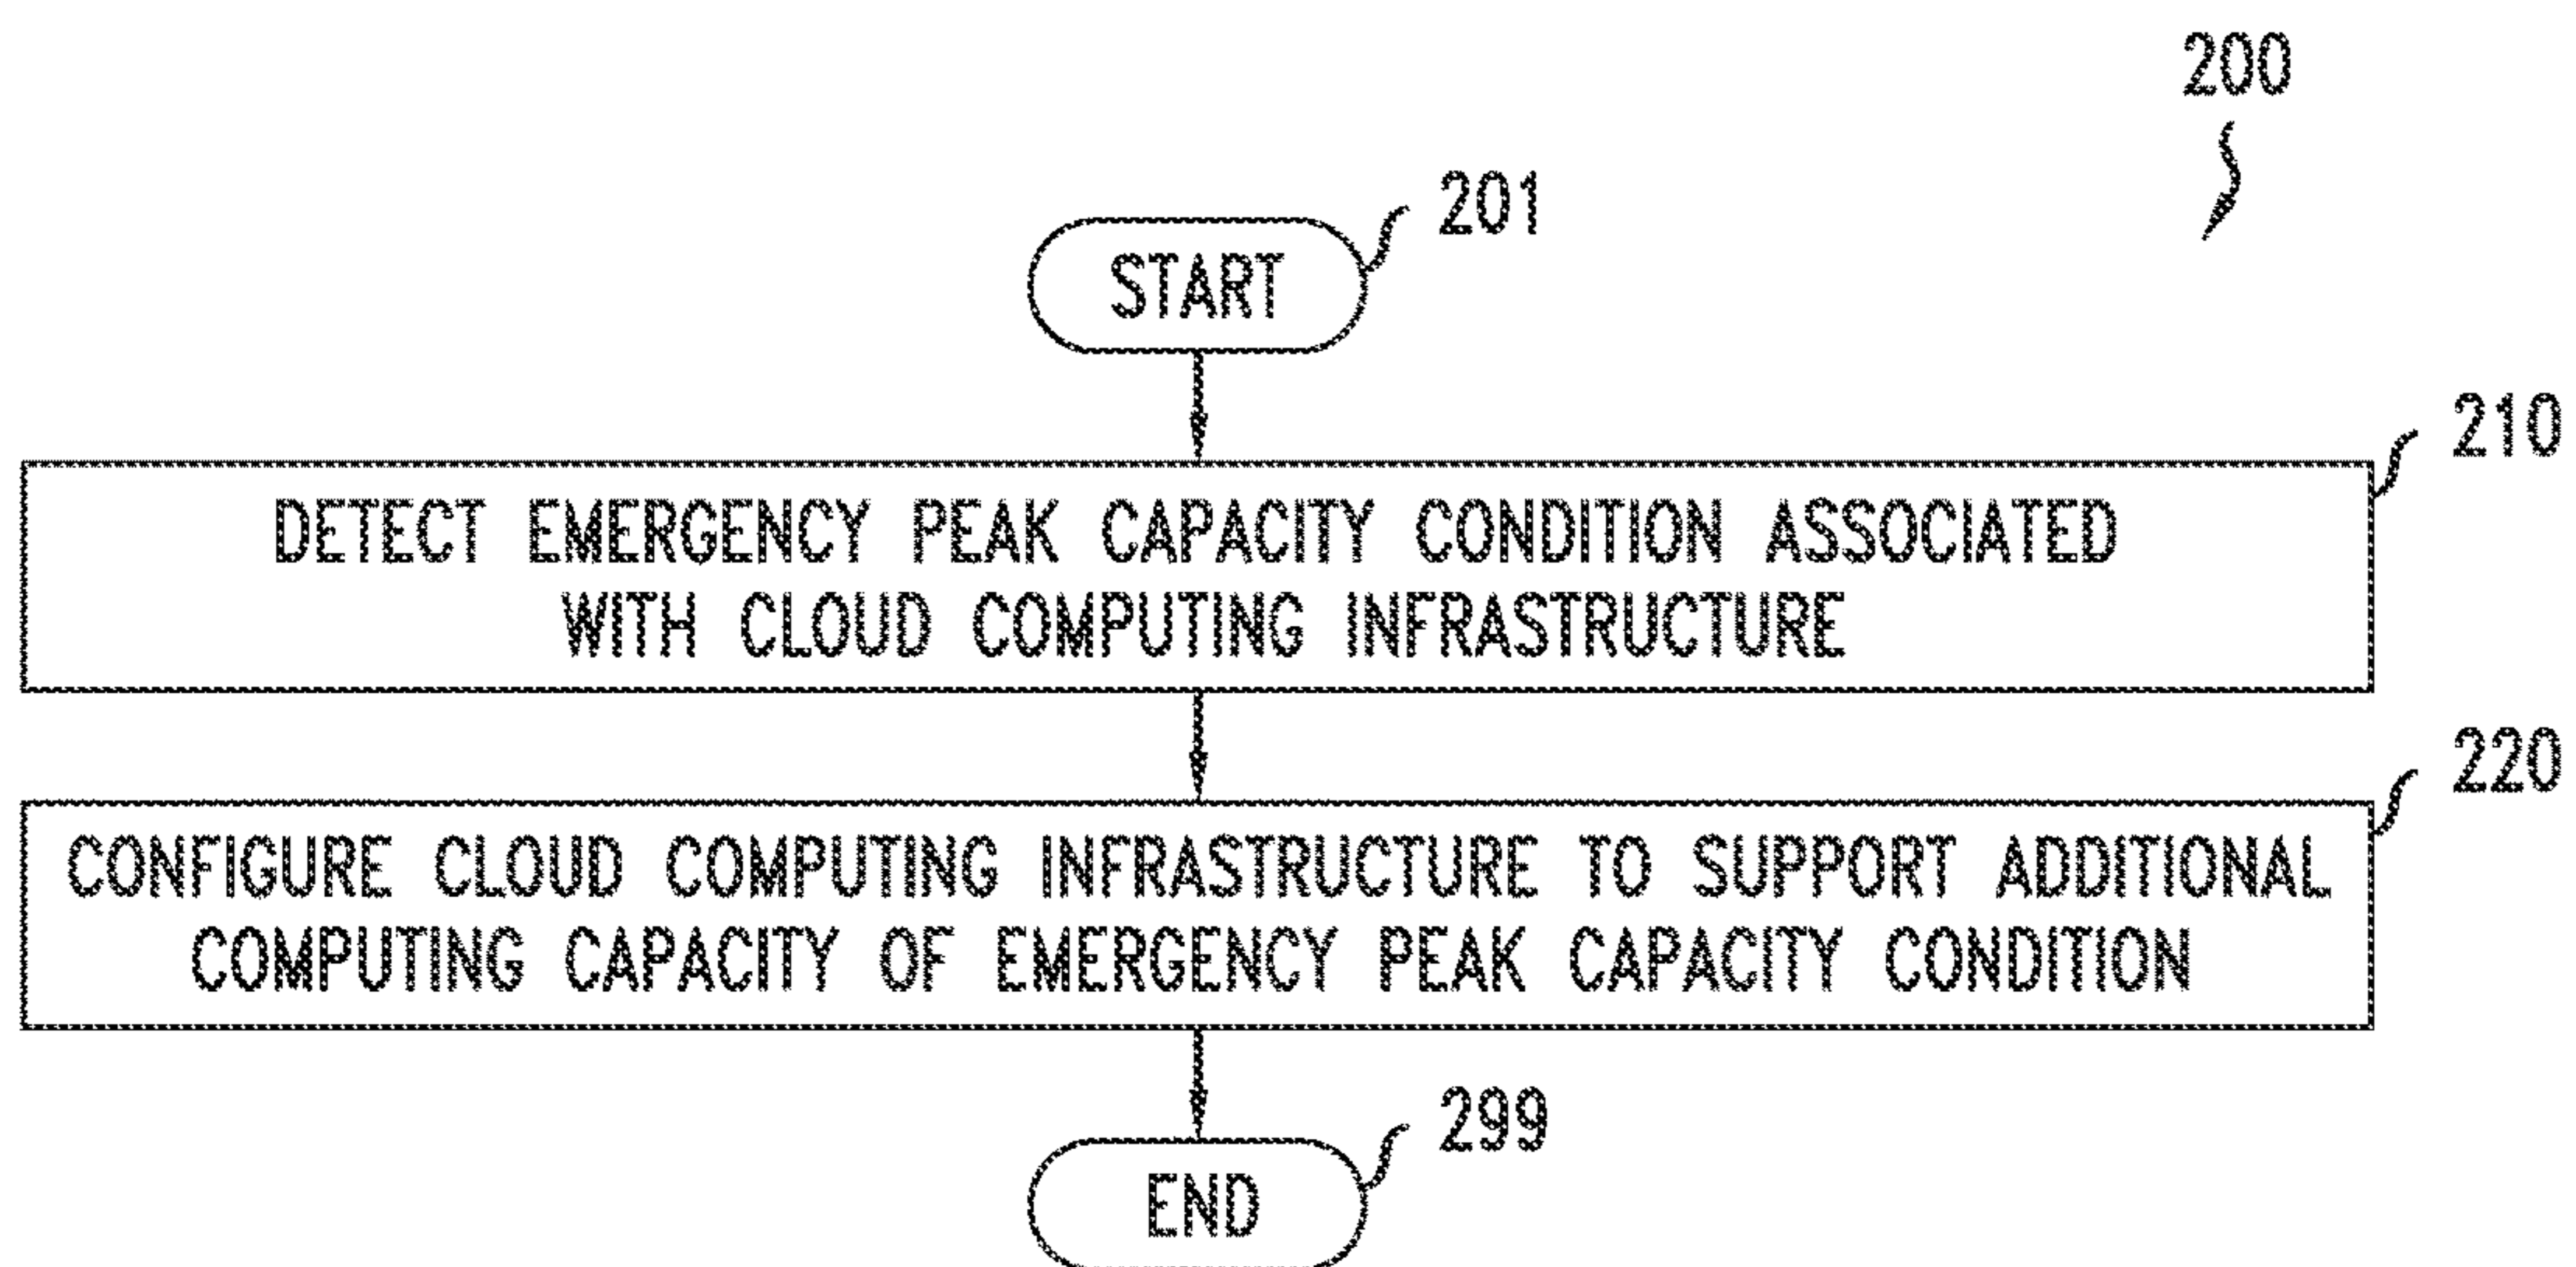 200
201
START
210
DETECT EMERGENCY PEAK CAPACITY CONDITION ASSOCIATED
WITH CLOUD COMPUTING INFRASTRUCTURE
220
CONFIGURE CLOUD COMPUTING INFRASTRUCTURE TO SUPPORT ADDITIONAL
COMPUTING CAPACITY OF EMERGENCY PEAK CAPACITY CONDITION
299
END